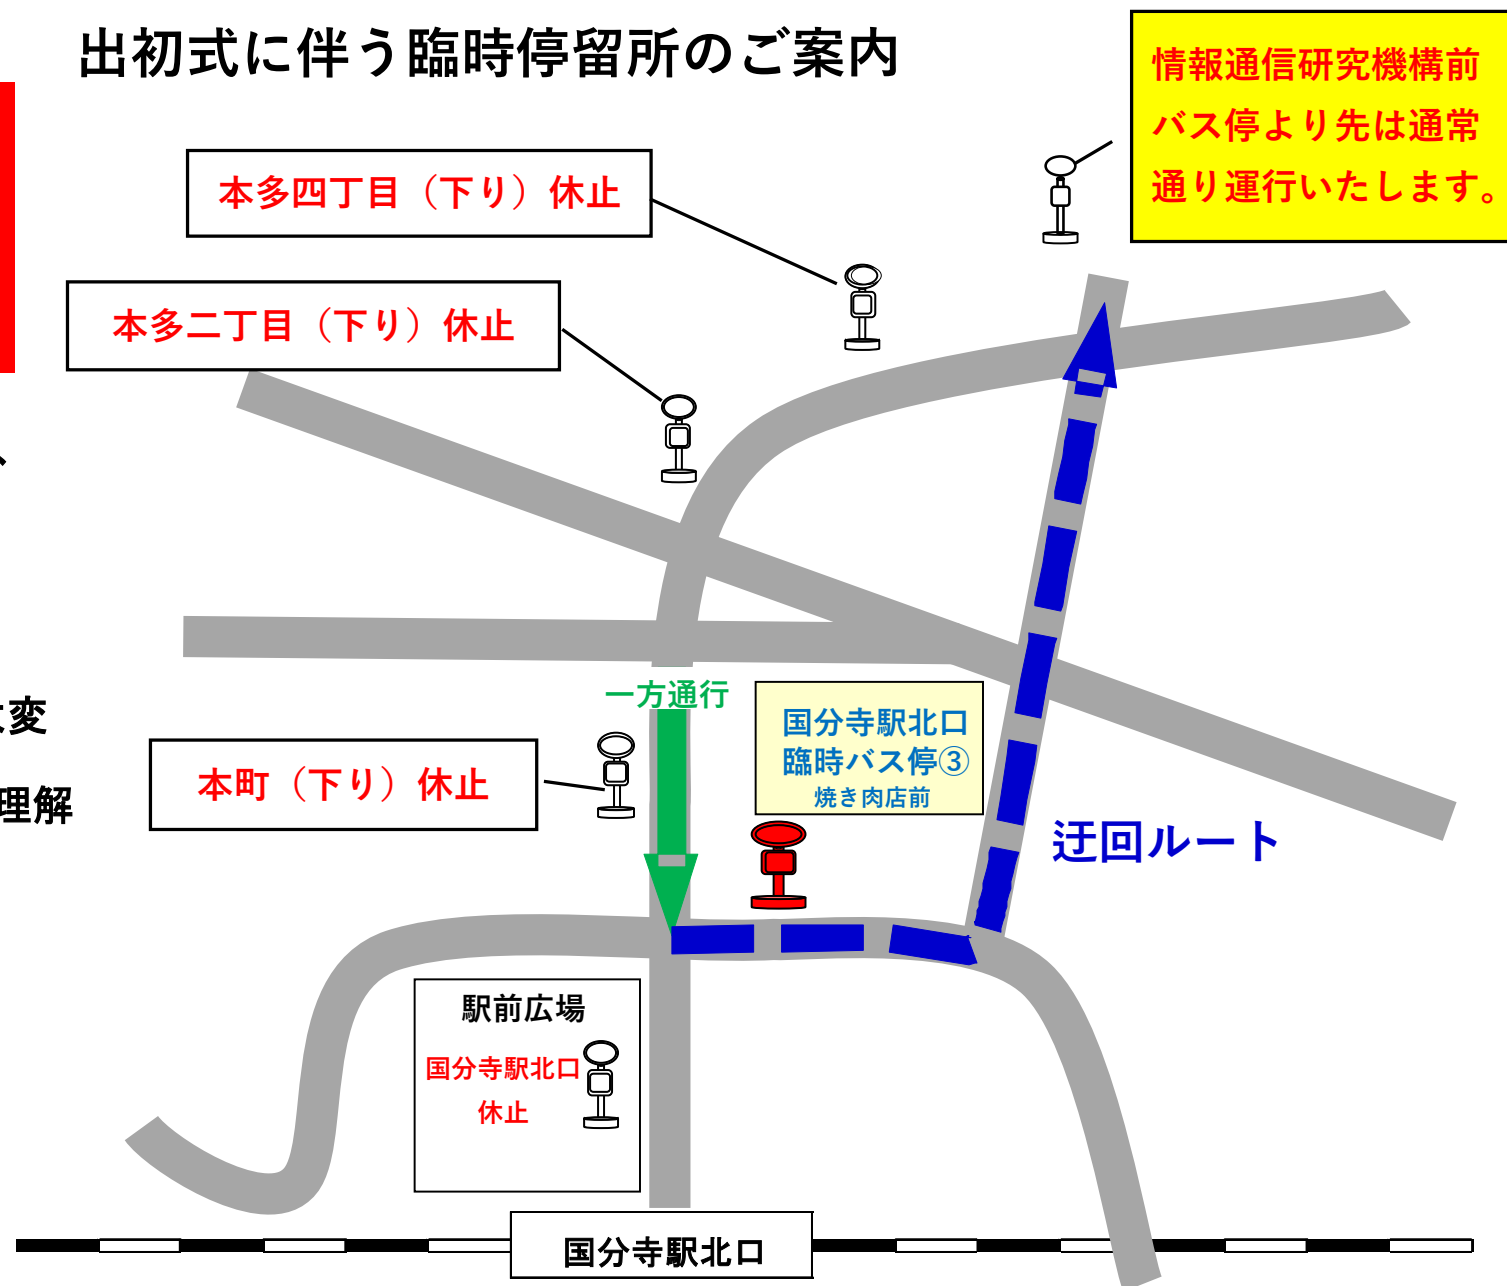 出初式に伴う臨時停留所のご案内
情報通信研究機構前
バス停より先は通常
通り運行いたします。
本多四丁目（下り）休止
本多二丁目（下り）休止
、
変
理解
一方通行
国分寺駅北口
臨時バス停③
焼き肉店前
本町（下り）休止
迂回ルート
駅前広場
国分寺駅北口
休止
国分寺駅北口